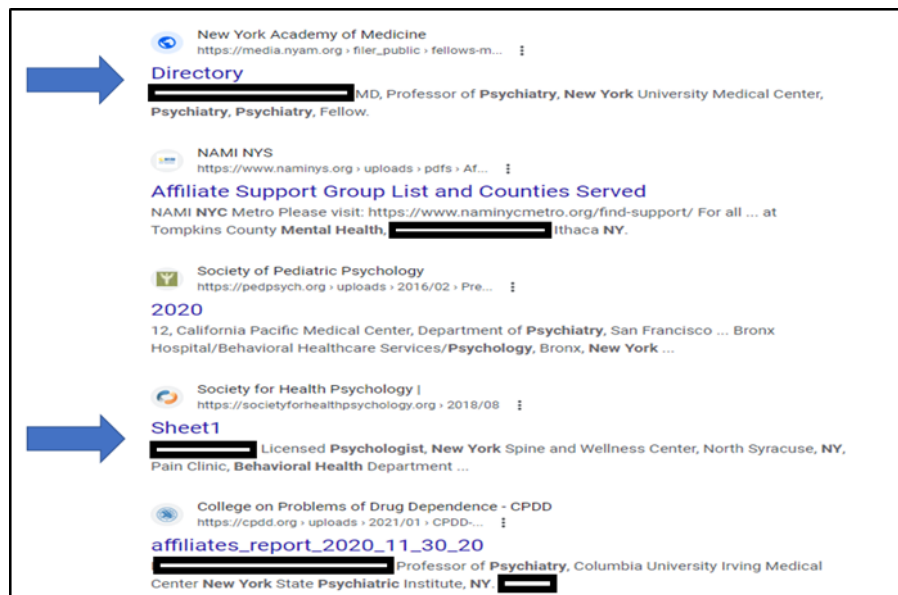 New York Academy of Medicine
https://media.nyam.org › filer_public › fellows-m...
Directory
MD, Professor of Psychiatry, New York University Medical Center,
Psychiatry, Psychiatry, Fellow.
NAMI NYS
https://www.naminys.org › uploads › pdfs › Af...
Affiliate Support Group List and Counties Served
NAMI NYC Metro Please visit: https://www.naminycmetro.org/find-support/ For all ... at
Tompkins County Mental Health, Ithaca NY.
Society of Pediatric Psychology
https://pedpsych.org › uploads › 2016/02 › Pre...
2020
12, California Pacific Medical Center, Department of Psychiatry, San Francisco ... Bronx
Hospital/Behavioral Healthcare Services/Psychology, Bronx, New York ...
Society for Health Psychology |
https://societyforhealthpsychology.org › 2018/08
Sheet1
Licensed Psychologist, New York Spine and Wellness Center, North Syracuse, NY,
Pain Clinic, Behavioral Health Department ...
College on Problems of Drug Dependence - CPDD
https://cpdd.org › uploads › 2021/01 › CPDD-...
affiliates_report_2020_11_30_20
Professor of Psychiatry, Columbia University Irving Medical
Center New York State Psychiatric Institute, NY.